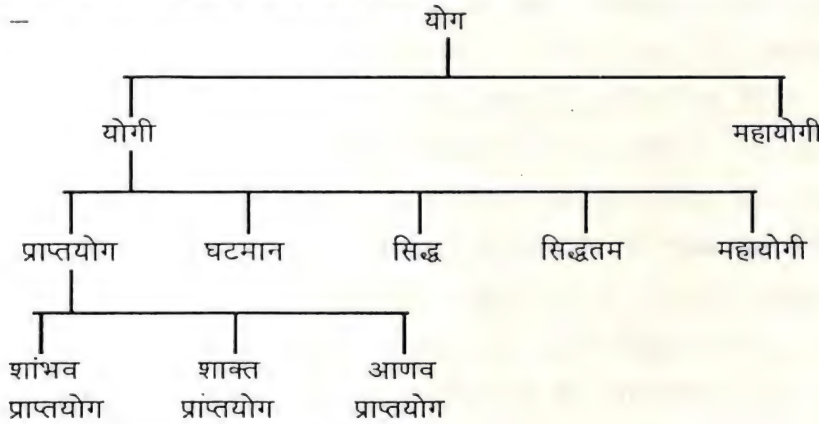 योग
योगी महायोगी
प्राप्तयोग घटमान सिद्ध सिद्धतम महायोगी
शांभव शाक्त आणव
प्राप्तयोग प्राप्तयोग प्राप्तयोग